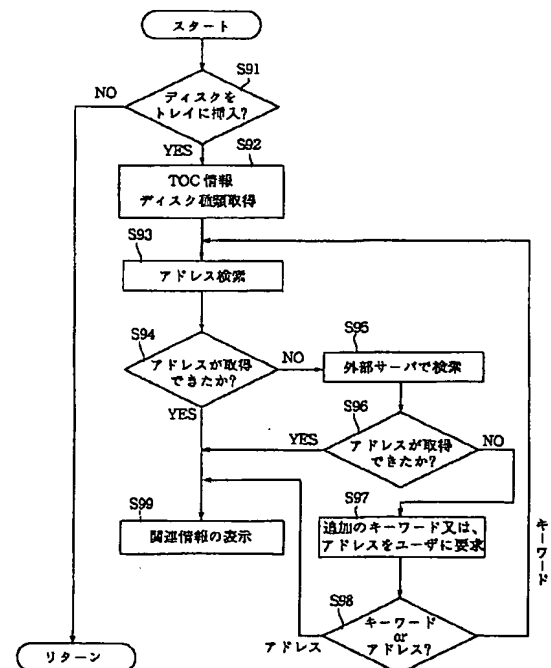 スタート
S91
ディスクを
トレイに挿入?
NO
YES
S92
TOC情報
ディスク種類取得
S93
アドレス検索
S94
アドレスが取得
できたか?
NO
YES
S95
外部サーバで検索
S96
アドレスが取得
できたか?
YES
NO
S97
追加のキーワード又は、
アドレスをユーザに要求
S98
キーワード
or
アドレス?
アドレス
キーワード
S99
関連情報の表示
リターン